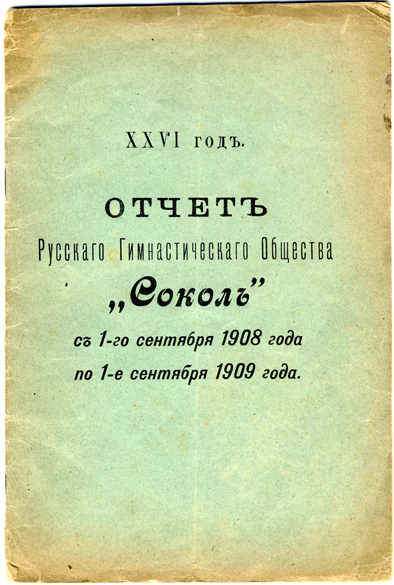 XXVI годъ.
ОТЧЕТЪ
Русскаго Гимнастическаго Общества
„Соколъ"
съ 1-го сентября 1908 года
по 1-е сентября 1909 года.